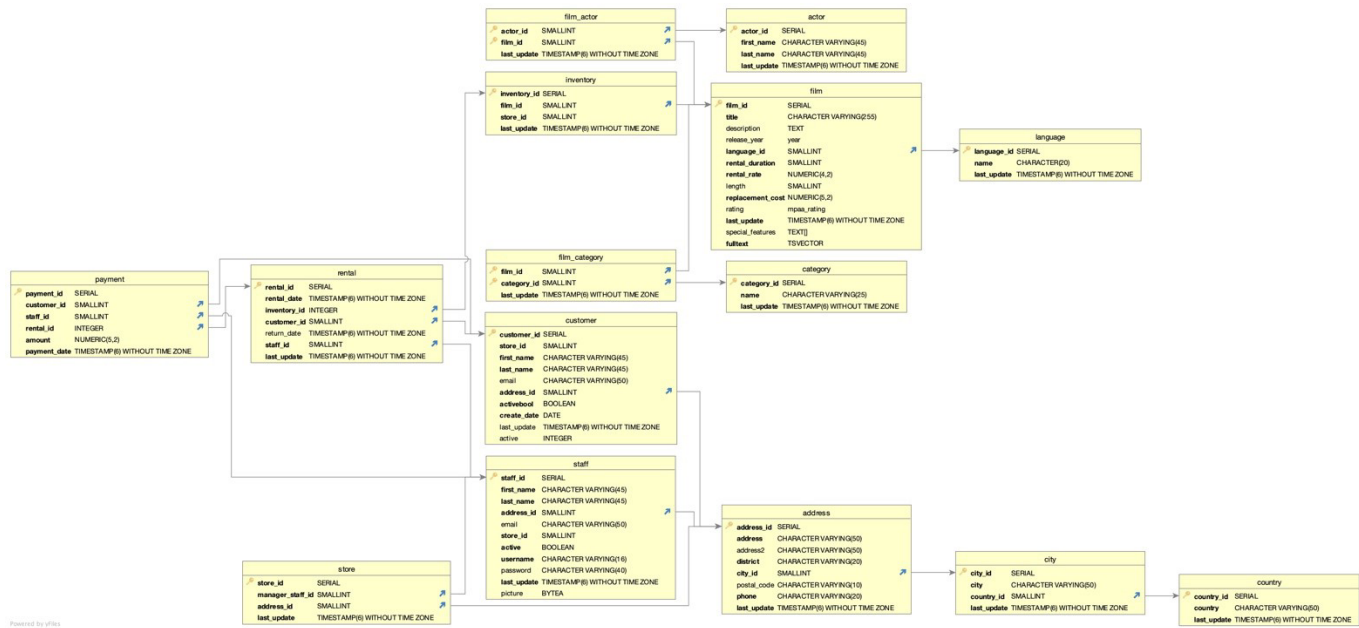 film_actor
actor_id SMALLINT
film_id SMALLINT
last_update TIMESTAMP(6) WITHOUT TIME ZONE
actor
actor_id SERIAL
first_name CHARACTER VARYING(45)
last_name CHARACTER VARYING(45)
last_update TIMESTAMP(6) WITHOUT TIME ZONE
inventory
inventory_id SERIAL
film_id SMALLINT
store_id SMALLINT
last_update TIMESTAMP(6) WITHOUT TIME ZONE
film
film_id SERIAL
title CHARACTER VARYING(255)
description TEXT
release_year year
language_id SMALLINT
rental_duration SMALLINT
rental_rate NUMERIC(4,2)
length SMALLINT
replacement_cost NUMERIC(5,2)
rating mpaa_rating
last_update TIMESTAMP(6) WITHOUT TIME ZONE
special_features TEXT[]
fulltext TSVECTOR
language
language_id SERIAL
name CHARACTER(20)
last_update TIMESTAMP(6) WITHOUT TIME ZONE
film_category
film_id SMALLINT
category_id SMALLINT
last_update TIMESTAMP(6) WITHOUT TIME ZONE
category
category_id SERIAL
name CHARACTER VARYING(25)
last_update TIMESTAMP(6) WITHOUT TIME ZONE
payment
payment_id SERIAL
customer_id SMALLINT
staff_id SMALLINT
rental_id INTEGER
amount NUMERIC(5,2)
payment_date TIMESTAMP(6) WITHOUT TIME ZONE
rental
rental_id SERIAL
rental_date TIMESTAMP(6) WITHOUT TIME ZONE
inventory_id INTEGER
customer_id SMALLINT
return_date TIMESTAMP(6) WITHOUT TIME ZONE
staff_id SMALLINT
last_update TIMESTAMP(6) WITHOUT TIME ZONE
customer
customer_id SERIAL
store_id SMALLINT
first_name CHARACTER VARYING(45)
last_name CHARACTER VARYING(45)
email CHARACTER VARYING(50)
address_id SMALLINT
activebool BOOLEAN
create_date DATE
last_update TIMESTAMP(6) WITHOUT TIME ZONE
active INTEGER
staff
staff_id SERIAL
first_name CHARACTER VARYING(45)
last_name CHARACTER VARYING(45)
address_id SMALLINT
email CHARACTER VARYING(50)
store_id SMALLINT
active BOOLEAN
username CHARACTER VARYING(16)
password CHARACTER VARYING(40)
last_update TIMESTAMP(6) WITHOUT TIME ZONE
picture BYTEA
store
store_id SERIAL
manager_staff_id SMALLINT
address_id SMALLINT
last_update TIMESTAMP(6) WITHOUT TIME ZONE
address
address_id SERIAL
address CHARACTER VARYING(50)
address2 CHARACTER VARYING(50)
district CHARACTER VARYING(20)
city_id SMALLINT
postal_code CHARACTER VARYING(10)
phone CHARACTER VARYING(20)
last_update TIMESTAMP(6) WITHOUT TIME ZONE
city
city_id SERIAL
city CHARACTER VARYING(50)
country_id SMALLINT
last_update TIMESTAMP(6) WITHOUT TIME ZONE
country
country_id SERIAL
country CHARACTER VARYING(50)
last_update TIMESTAMP(6) WITHOUT TIME ZONE
Powered by yFiles